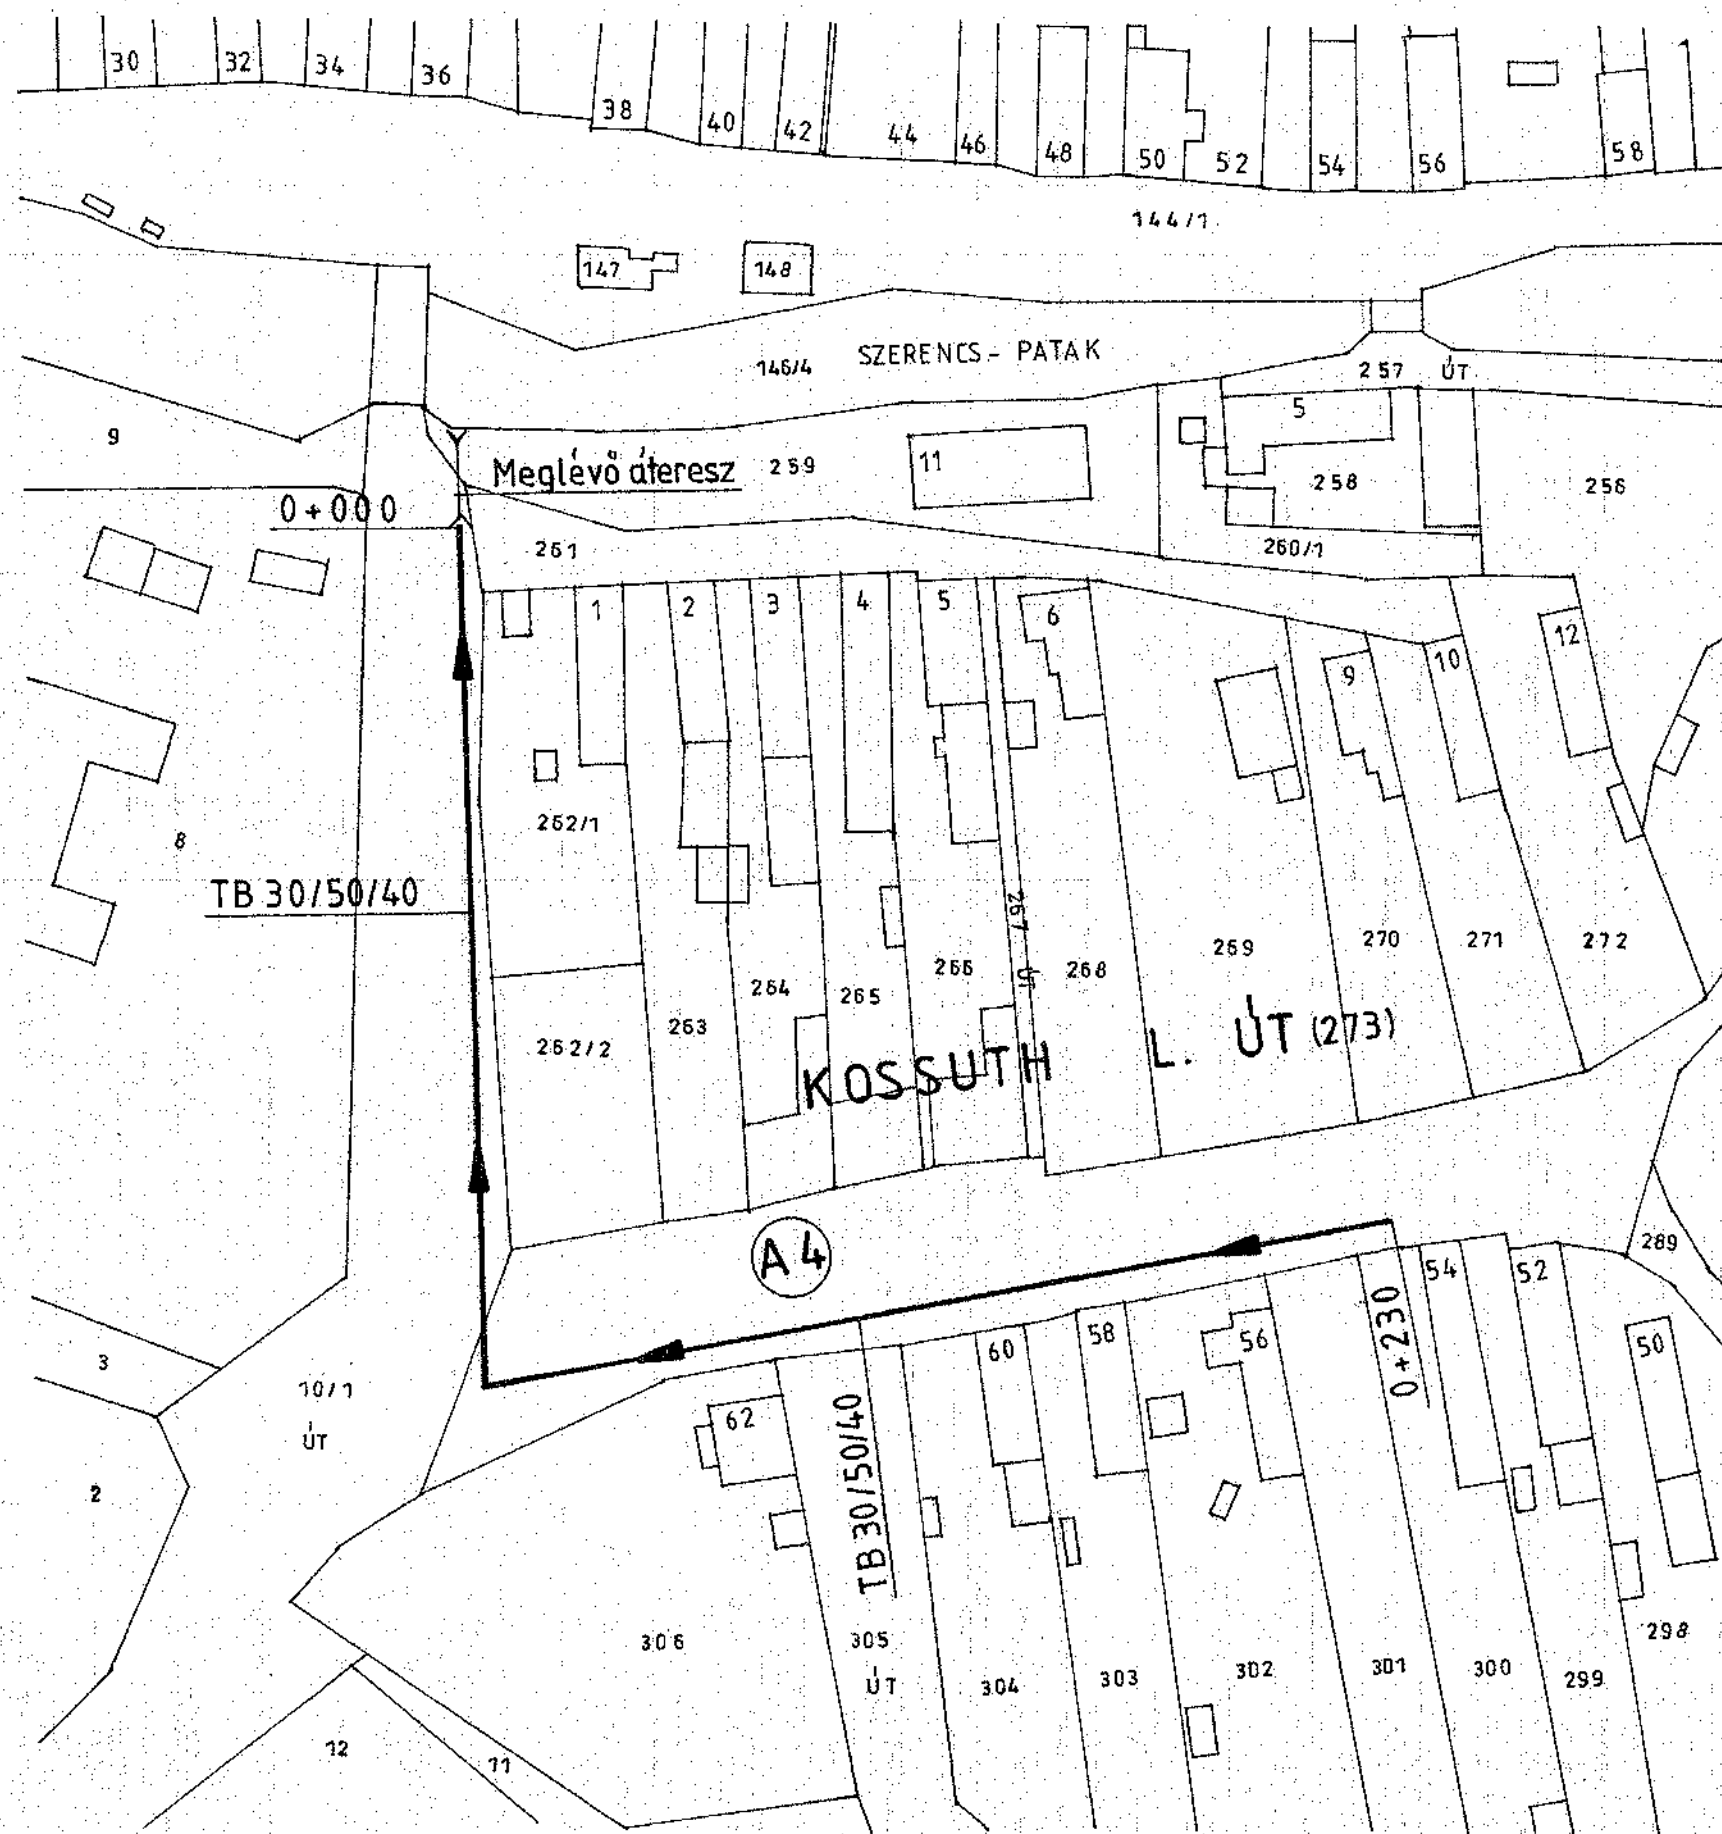 30 32 34 36
38 40 42 44 46 48 50 52 54 56 58
144/1
147 148
SZERENCS - PATAK
146/4
257 ÚT
5
9
Meglévő áteresz
259
11
258
256
0+000
261
260/1
1 2 3 4 5 6 9 10 12
262/1
8
TB 30/50/40
267 ÚT
269 270 271 272
266 268
264 265
263
262/2
KOSSUTH L. ÚT (273)
A4
289
54 52
56
58
60
50
0+230
3
10/1
ÚT
62
TB 30/50/40
2
306
305
ÚT
304
303
302
301
300
299
298
12
11